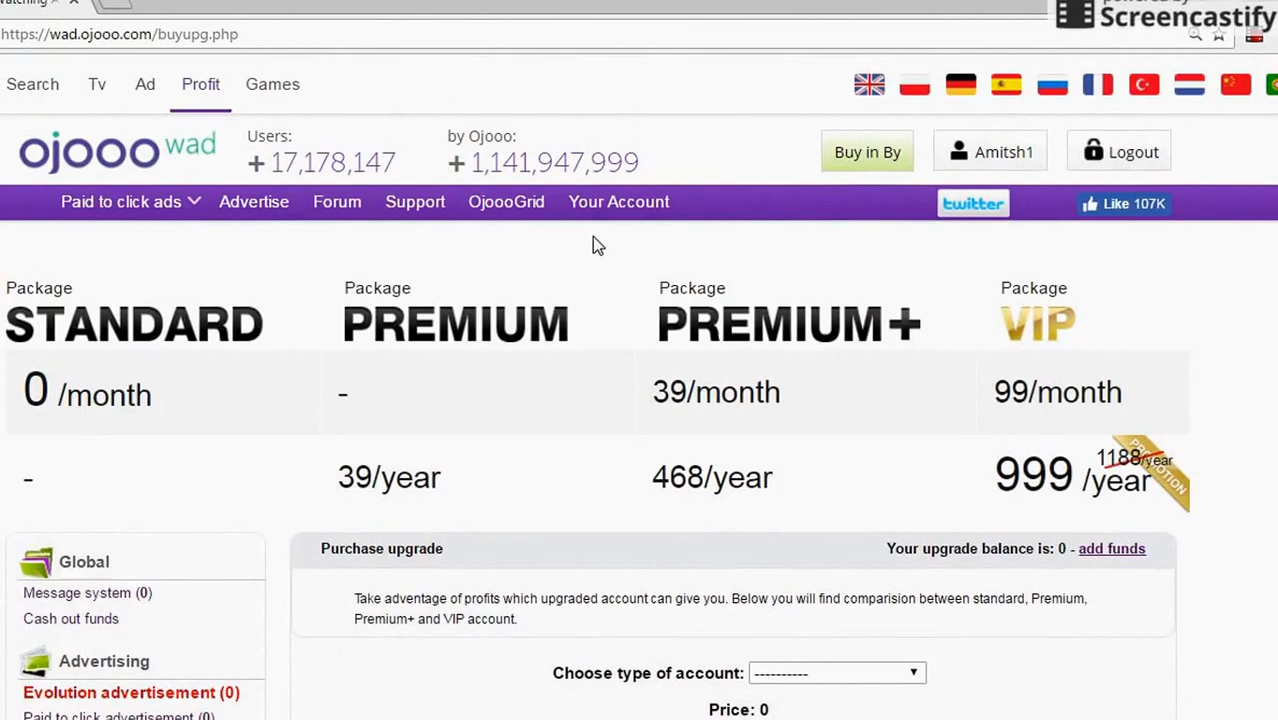 Screencastify
https://wad.ojooo.com/buyupg.php
Search Tv Ad Profit Games
ojooo wad
Users:
+ 17,178,147
by Ojooo:
+ 1,141,947,999
Buy in By
Amitsh1
Logout
Paid to click ads Advertise Forum Support OjoooGrid Your Account
twitter
Like 107K
Package Package Package Package
STANDARD PREMIUM PREMIUM+ VIP
0 /month - 39/month 99/month
- 39/year 468/year 999 /year
1188/year
PROMOTION
Global
Message system (0)
Cash out funds
Advertising
Evolution advertisement (0)
Paid to click advertisement (0)
Purchase upgrade
Your upgrade balance is: 0 - add funds
Take advantage of profits which upgraded account can give you. Below you will find comparision between standard, Premium,
Premium+ and VIP account.
Choose type of account: ----------
Price: 0